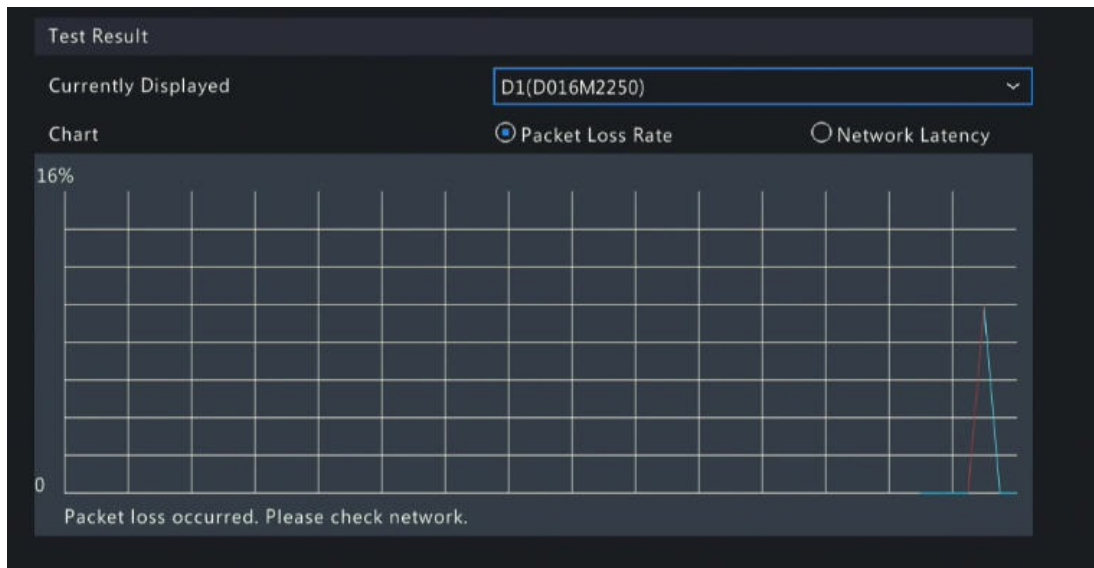 Test Result
Currently Displayed D1(D016M2250)
Chart Packet Loss Rate Network Latency
16%
0
Packet loss occurred. Please check network.